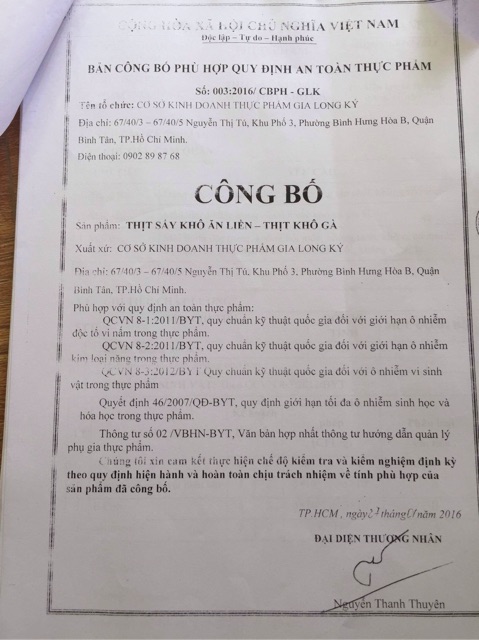 CỘNG HÒA XÃ HỘI CHỦ NGHĨA VIỆT NAM
Độc lập – Tự do – Hạnh phúc
BẢN CÔNG BỐ PHÙ HỢP QUY ĐỊNH AN TOÀN THỰC PHẨM
Số: 003:2016/ CBPH - GLK
Tên tổ chức: CƠ SỞ KINH DOANH THỰC PHẨM GIA LONG KÝ
Địa chỉ: 67/40/3 – 67/40/5 Nguyễn Thị Tú, Khu Phố 3, Phường Bình Hưng Hòa B, Quận
Bình Tân, TP.Hồ Chí Minh.
Điện thoại: 0902 89 87 68
CÔNG BỐ
Sản phẩm: THỊT SẤY KHÔ ĂN LIỀN – THỊT KHÔ GÀ
Xuất xứ: CƠ SỞ KINH DOANH THỰC PHẨM GIA LONG KÝ
Địa chỉ: 67/40/3 – 67/40/5 Nguyễn Thị Tú, Khu Phố 3, Phường Bình Hưng Hòa B, Quận
Bình Tân, TP.Hồ Chí Minh.
Phù hợp với quy định an toàn thực phẩm:
QCVN 8-1:2011/BYT, quy chuẩn kỹ thuật quốc gia đối với giới hạn ô nhiễm
độc tố vi nấm trong thực phẩm.
QCVN 8-2:2011/BYT, quy chuẩn kỹ thuật quốc gia đối với giới hạn ô nhiễm
kim loại nặng trong thực phẩm.
QCVN 8-3:2012/BYT Quy chuẩn kỹ thuật quốc gia đối với ô nhiễm vi sinh
vật trong thực phẩm
Quyết định 46/2007/QĐ-BYT, quy định giới hạn tối đa ô nhiễm sinh học và
hóa học trong thực phẩm.
Thông tư số 02 /VBHN-BYT, Văn bản hợp nhất thông tư hướng dẫn quản lý
phụ gia thực phẩm.
Chúng tôi xin cam kết thực hiện chế độ kiểm tra và kiểm nghiệm định kỳ
theo quy định hiện hành và hoàn toàn chịu trách nhiệm về tính phù hợp của
sản phẩm đã công bố.
TP.HCM , ngày tháng năm 2016
ĐẠI DIỆN THƯƠNG NHÂN
Nguyễn Thanh Thuyên